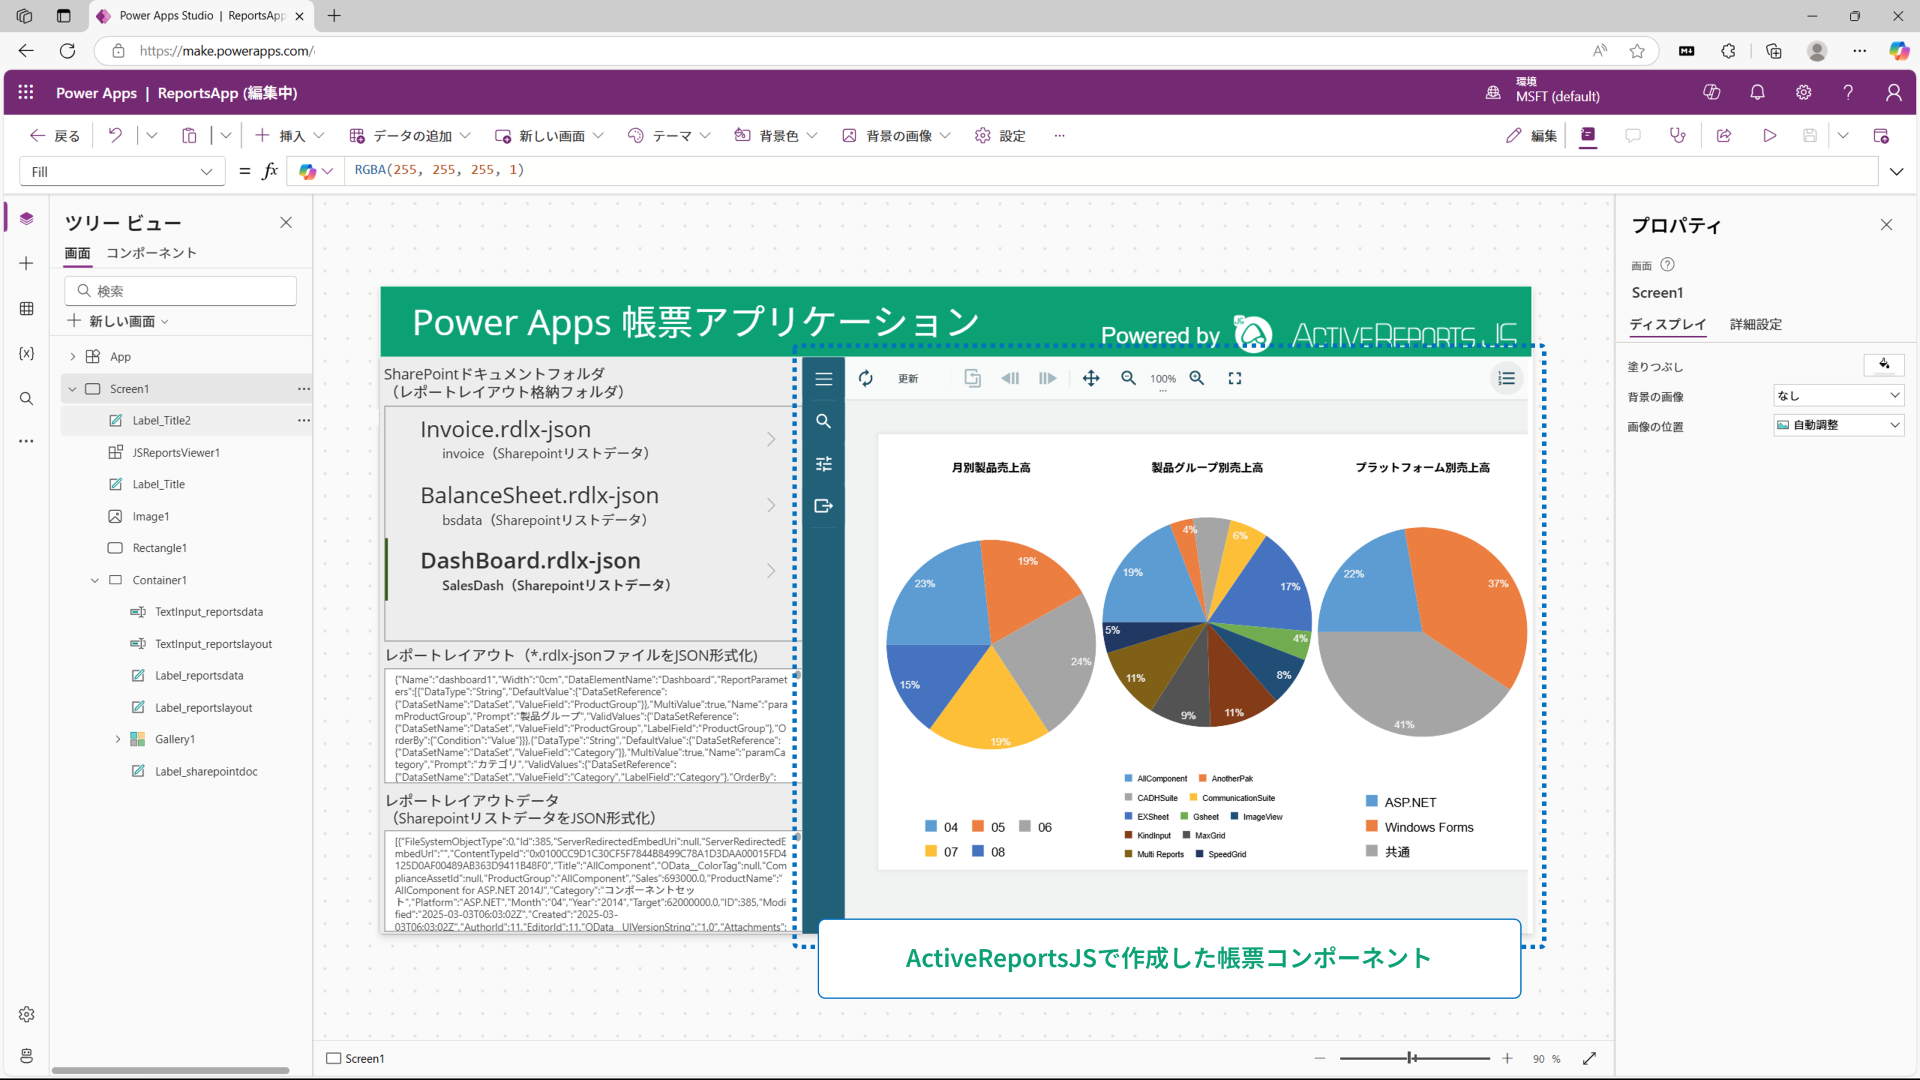 Power Apps Studio | ReportsApp
https://make.powerapps.com/
Power Apps | ReportsApp (編集中)
環境
MSFT (default)
戻る
挿入
データの追加
新しい画面
テーマ
背景色
背景の画像
設定
編集
Fill
= fx
RGBA(255, 255, 255, 1)
ツリー ビュー
画面
コンポーネント
検索
新しい画面
App
Screen1
Label_Title2
JSReportsViewer1
Label_Title
Image1
Rectangle1
Container1
TextInput_reportsdata
TextInput_reportslayout
Label_reportsdata
Label_reportslayout
Gallery1
Label_sharepointdoc
Power Apps 帳票アプリケーション
Powered by
JS
ACTIVEREPORTS JS
SharePointドキュメントフォルダ
（レポートレイアウト格納フォルダ）
Invoice.rdlx-json
invoice（Sharepointリストデータ）
BalanceSheet.rdlx-json
bsdata（Sharepointリストデータ）
DashBoard.rdlx-json
SalesDash（Sharepointリストデータ）
レポートレイアウト（*.rdlx-jsonファイルをJSON形式化)
{"Name":"dashboard1","Width":"0cm","DataElementName":"Dashboard","ReportParamet
ers":[{"DataType":"String","DefaultValue":{"DataSetReference":
{"DataSetName":"DataSet","ValueField":"ProductGroup"}},"MultiValue":true,"Name":"para
mProductGroup","Prompt":"製品グループ","ValidValues":{"DataSetReference":
{"DataSetName":"DataSet","ValueField":"ProductGroup","LabelField":"ProductGroup"},"O
rderBy":{"Condition":"Value"}}},{"DataType":"String","DefaultValue":{"DataSetReference":
{"DataSetName":"DataSet","ValueField":"Category"}},"MultiValue":true,"Name":"paramCa
tegory","Prompt":"カテゴリ","ValidValues":{"DataSetReference":
{"DataSetName":"DataSet","ValueField":"Category","LabelField":"Category"},"OrderBy":
レポートレイアウトデータ
（SharepointリストデータをJSON形式化）
[{"FileSystemObjectType":0,"Id":385,"ServerRedirectedEmbedUri":null,"ServerRedirectedE
mbedUrl":"","ContentTypeId":"0x0100CC9D1C30CF5F7844B8499C78A1D3DAA00015FD4
125D0AF00489AB363D9411B48F0","Title":"AllComponent","OData__ColorTag":null,"Com
plianceAssetId":null,"ProductGroup":"AllComponent","Sales":693000.0,"ProductName":"
AllComponent for ASP.NET 2014J","Category":"コンポーネントセッ
ト","Platform":"ASP.NET","Month":"04","Year":"2014","Target":62000000.0,"ID":385,"Modi
fied":"2025-03-03T06:03:02Z","Created":"2025-03-
03T06:03:02Z","AuthorId":11,"EditorId":11,"OData__UIVersionString":"1.0","Attachments":
更新
100%
月別製品売上高
23%
19%
24%
19%
15%
04 05 06
07 08
製品グループ別売上高
19%
4%
6%
17%
4%
8%
11%
9%
11%
5%
AllComponent AnotherPak
CADHSuite CommunicationSuite
EXSheet Gsheet ImageView
KindInput MaxGrid
Multi Reports SpeedGrid
プラットフォーム別売上高
22%
37%
41%
ASP.NET
Windows Forms
共通
ActiveReportsJSで作成した帳票コンポーネント
プロパティ
画面
Screen1
ディスプレイ
詳細設定
塗りつぶし
背景の画像
なし
画像の位置
自動調整
Screen1
90 %